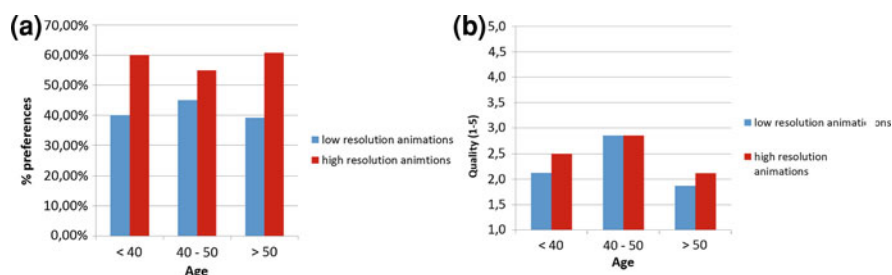 (a)
70,00%
60,00%
50,00%
40,00%
30,00%
20,00%
10,00%
0,00%
% preferences
< 40
40 - 50
> 50
Age
low resolution animations
high resolution animtions
(b)
5,0
4,5
4,0
3,5
3,0
2,5
2,0
1,5
1,0
Quality (1-5)
< 40
40 - 50
> 50
Age
low resolution animations
high resolution
animations